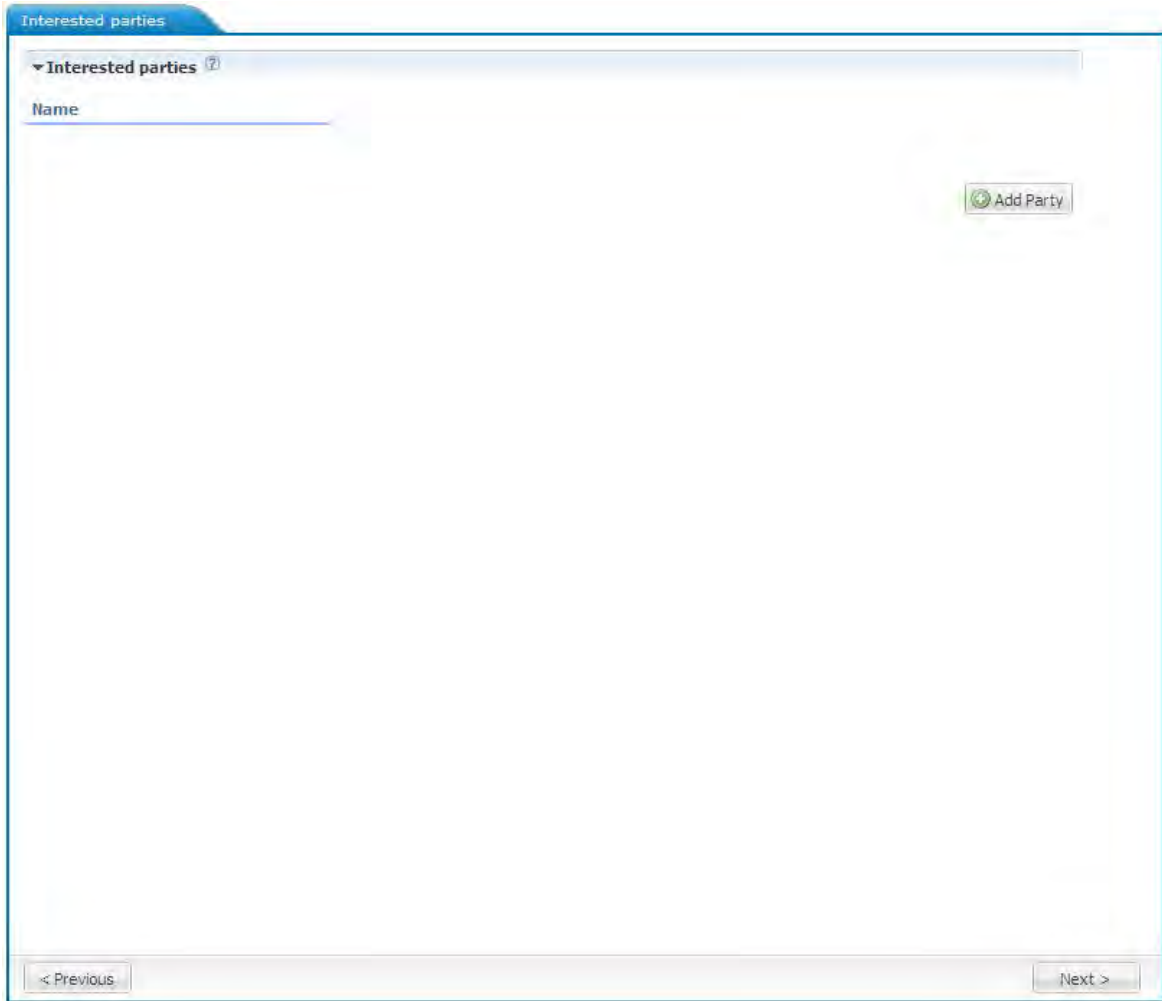 Interested parties
Interested parties ?
Name
Add Party
< Previous
Next >